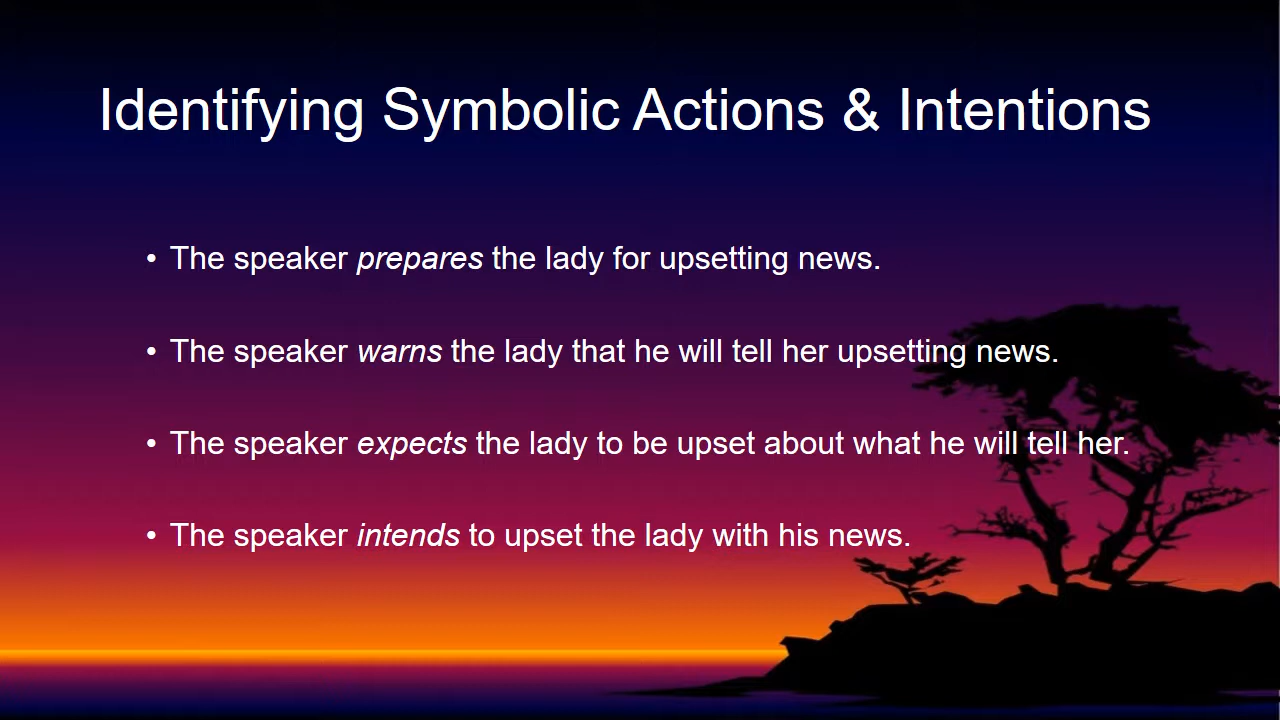 Identifying Symbolic Actions & Intentions
• The speaker prepares the lady for upsetting news.
• The speaker warns the lady that he will tell her upsetting news.
• The speaker expects the lady to be upset about what he will tell her.
• The speaker intends to upset the lady with his news.